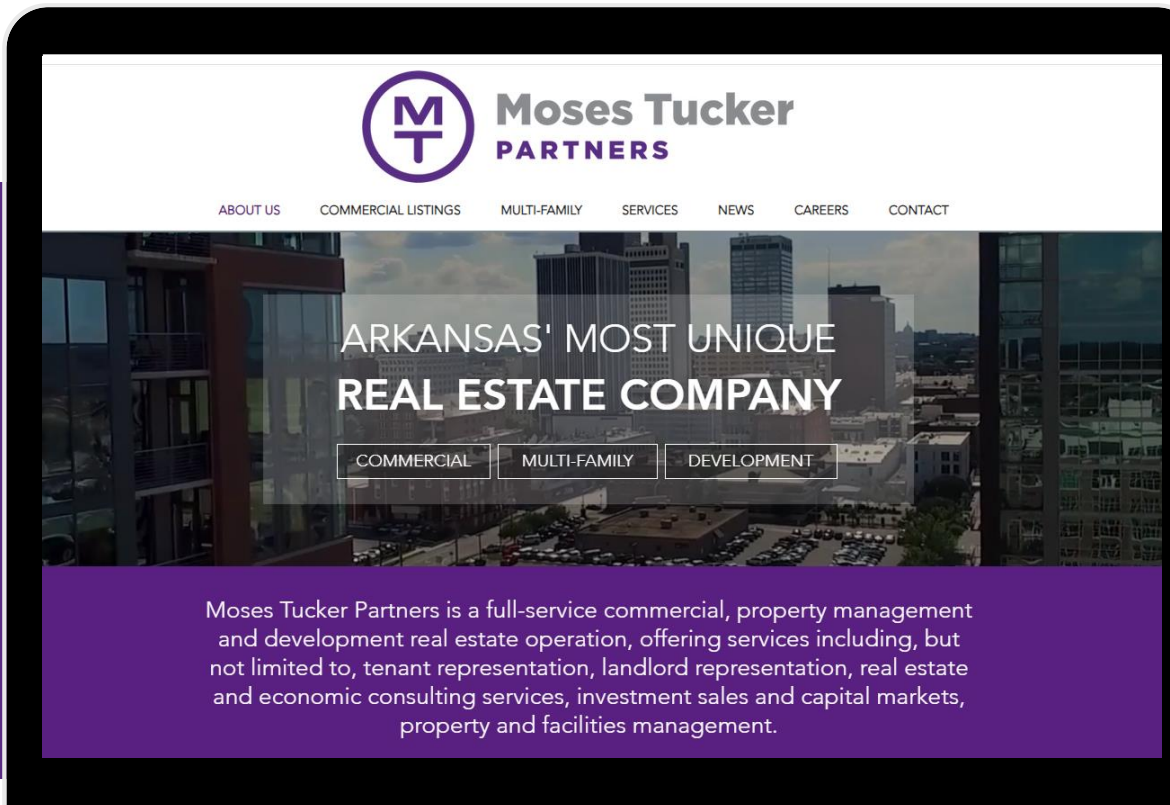 MT
Moses Tucker
PARTNERS
ABOUT US COMMERCIAL LISTINGS MULTI-FAMILY SERVICES NEWS CAREERS CONTACT
ARKANSAS' MOST UNIQUE
REAL ESTATE COMPANY
COMMERCIAL MULTI-FAMILY DEVELOPMENT
Moses Tucker Partners is a full-service commercial, property management
and development real estate operation, offering services including, but
not limited to, tenant representation, landlord representation, real estate
and economic consulting services, investment sales and capital markets,
property and facilities management.